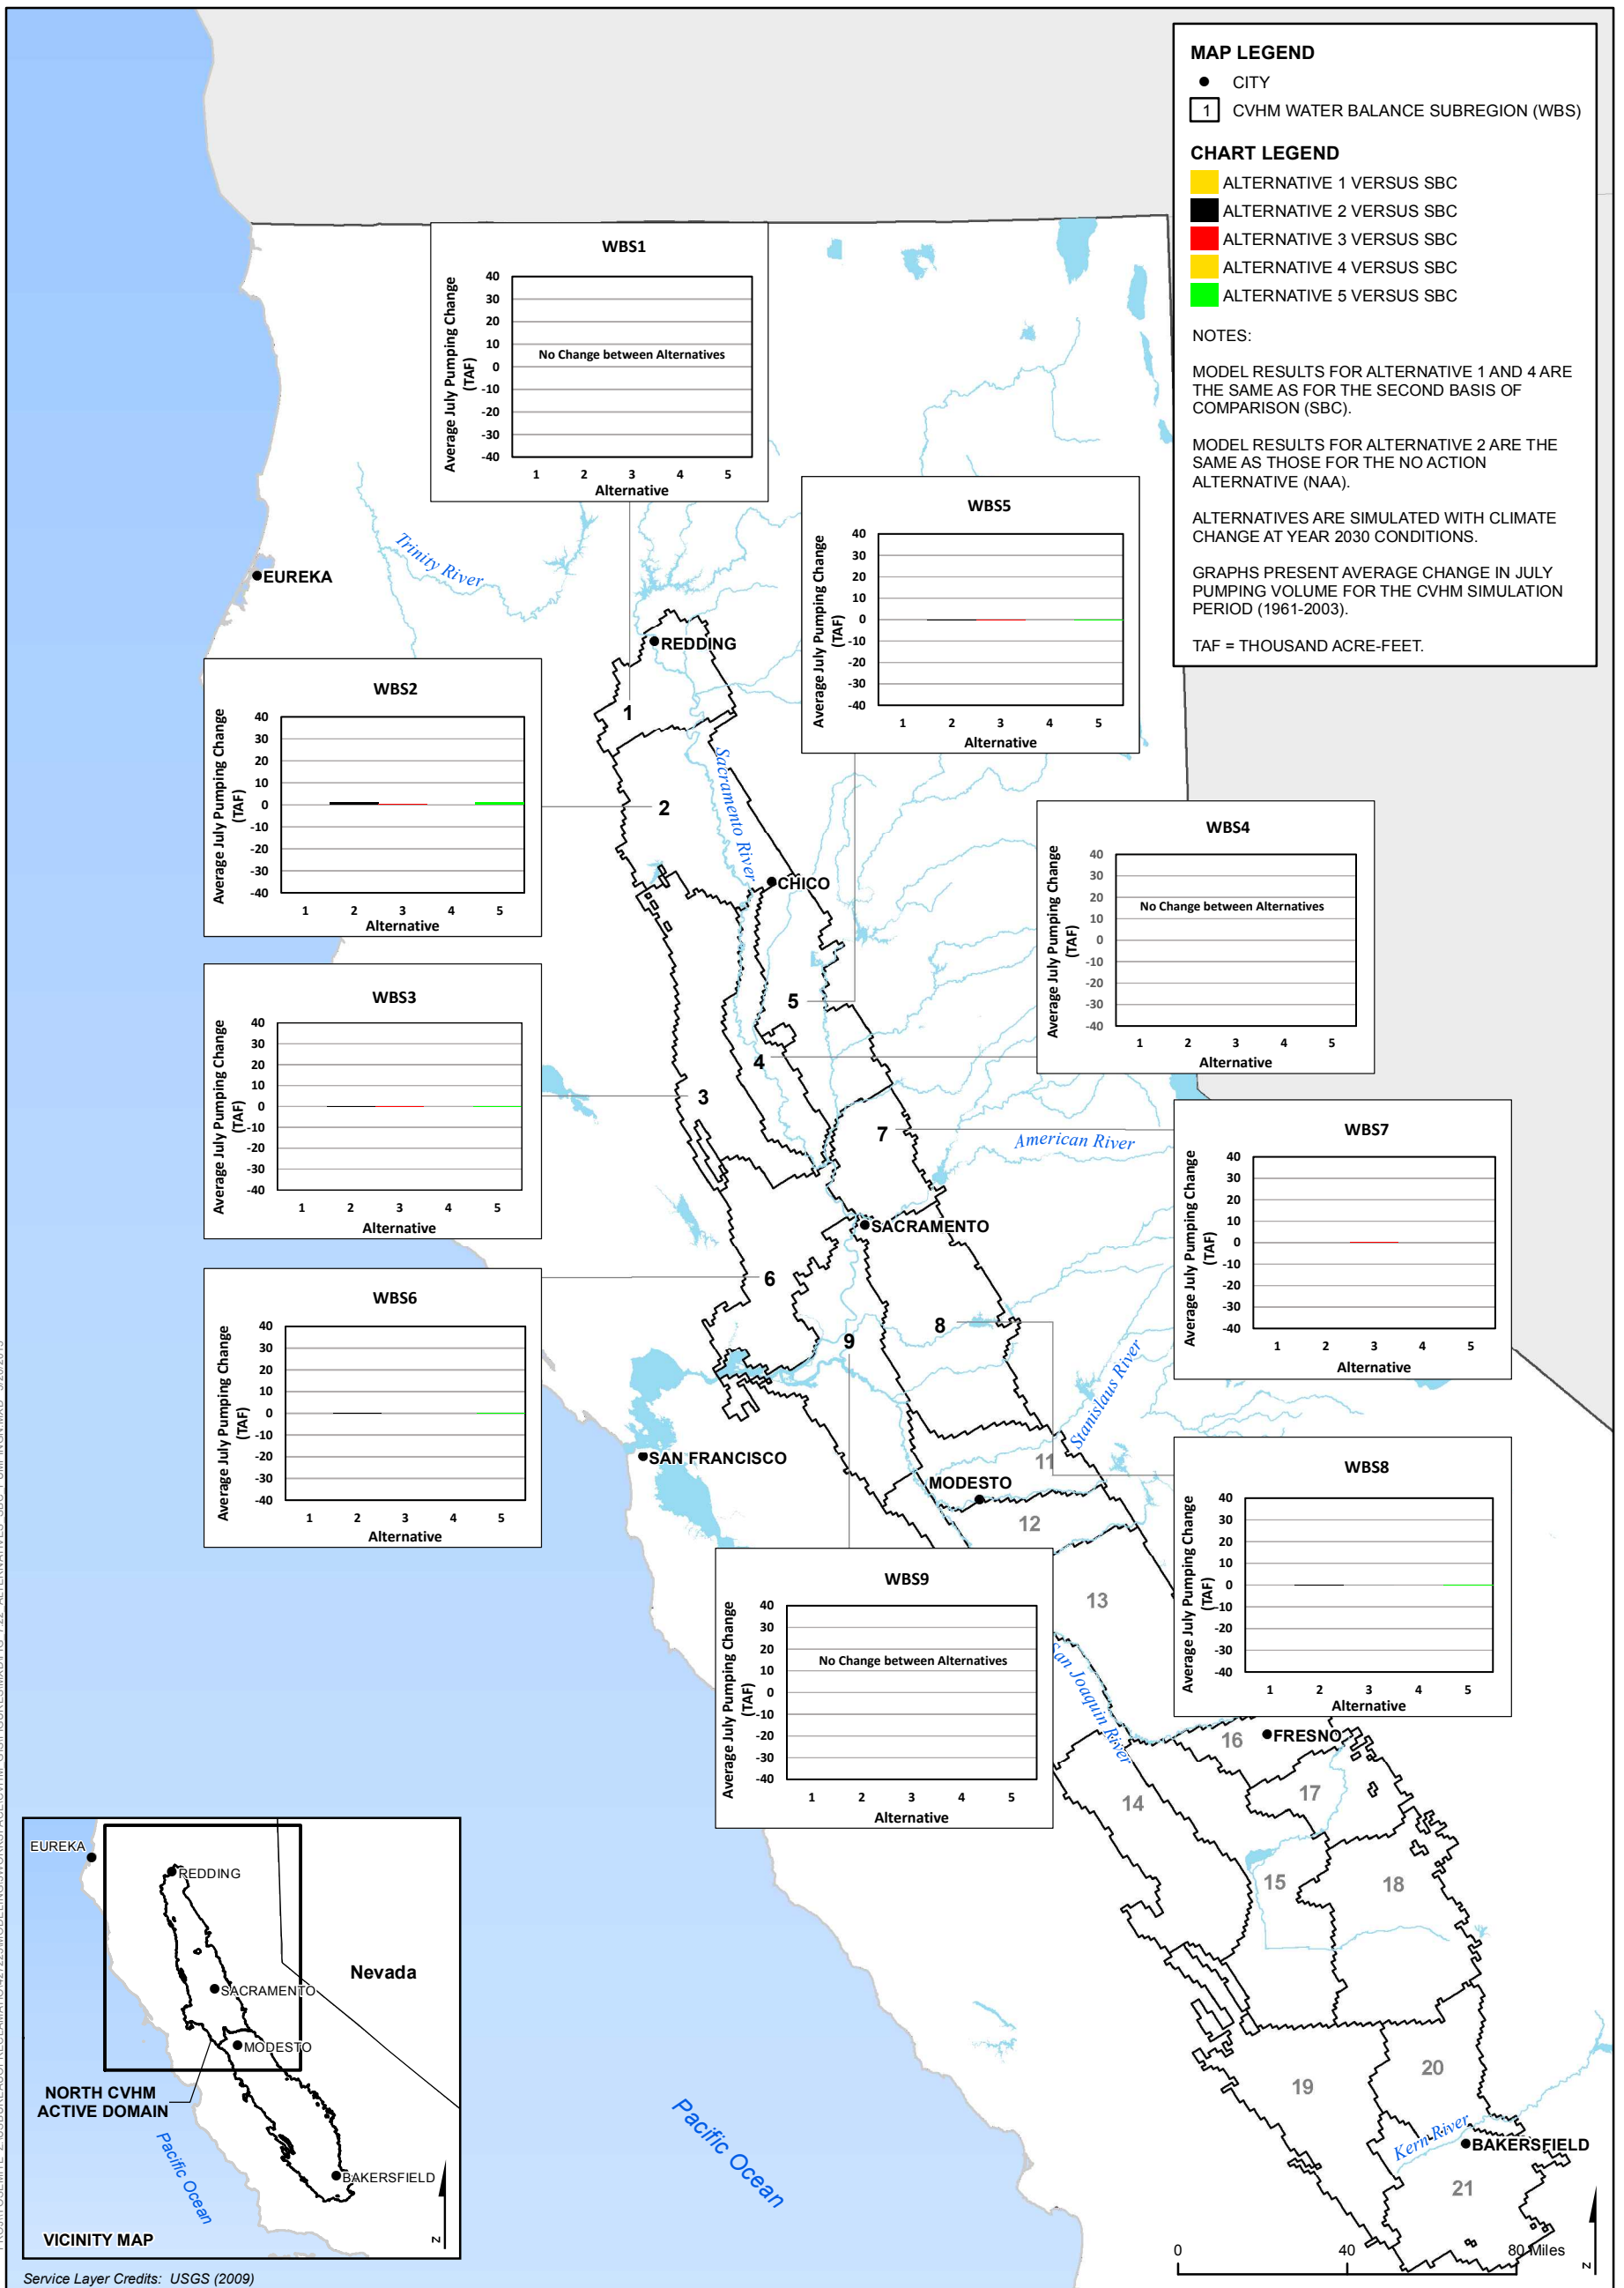 MAP LEGEND
CITY
1 CVHM WATER BALANCE SUBREGION (WBS)
CHART LEGEND
ALTERNATIVE 1 VERSUS SBC
ALTERNATIVE 2 VERSUS SBC
ALTERNATIVE 3 VERSUS SBC
ALTERNATIVE 4 VERSUS SBC
ALTERNATIVE 5 VERSUS SBC
NOTES:
MODEL RESULTS FOR ALTERNATIVE 1 AND 4 ARE
THE SAME AS FOR THE SECOND BASIS OF
COMPARISON (SBC).
MODEL RESULTS FOR ALTERNATIVE 2 ARE THE
SAME AS THOSE FOR THE NO ACTION
ALTERNATIVE (NAA).
ALTERNATIVES ARE SIMULATED WITH CLIMATE
CHANGE AT YEAR 2030 CONDITIONS.
GRAPHS PRESENT AVERAGE CHANGE IN JULY
PUMPING VOLUME FOR THE CVHM SIMULATION
PERIOD (1961-2003).
TAF = THOUSAND ACRE-FEET.
WBS1
Average July Pumping Change
(TAF)
40
30
20
10
0
-10
-20
-30
-40
No Change between Alternatives
1 2 3 4 5
Alternative
WBS5
Average July Pumping Change
(TAF)
40
30
20
10
0
-10
-20
-30
-40
1 2 3 4 5
Alternative
WBS2
Average July Pumping Change
(TAF)
40
30
20
10
0
-10
-20
-30
-40
1 2 3 4 5
Alternative
WBS4
Average July Pumping Change
(TAF)
40
30
20
10
0
-10
-20
-30
-40
No Change between Alternatives
1 2 3 4 5
Alternative
WBS3
Average July Pumping Change
(TAF)
40
30
20
10
0
-10
-20
-30
-40
1 2 3 4 5
Alternative
WBS7
Average July Pumping Change
(TAF)
40
30
20
10
0
-10
-20
-30
-40
1 2 3 4 5
Alternative
WBS6
Average July Pumping Change
(TAF)
40
30
20
10
0
-10
-20
-30
-40
1 2 3 4 5
Alternative
WBS8
Average July Pumping Change
(TAF)
40
30
20
10
0
-10
-20
-30
-40
1 2 3 4 5
Alternative
WBS9
Average July Pumping Change
(TAF)
40
30
20
10
0
-10
-20
-30
-40
No Change between Alternatives
1 2 3 4 5
Alternative
Trinity River
EUREKA
REDDING
1
Sacramento River
2
CHICO
5
4
3
7
American River
SACRAMENTO
6
8
9
Stanislaus River
SAN FRANCISCO
11
MODESTO
12
13
San Joaquin River
16
FRESNO
17
14
15
18
19
20
Kern River
BAKERSFIELD
21
Pacific Ocean
0 40 80 Miles
N
EUREKA
REDDING
Nevada
SACRAMENTO
MODESTO
NORTH CVHM
ACTIVE DOMAIN
Pacific Ocean
BAKERSFIELD
VICINITY MAP
N
Service Layer Credits: USGS (2009)